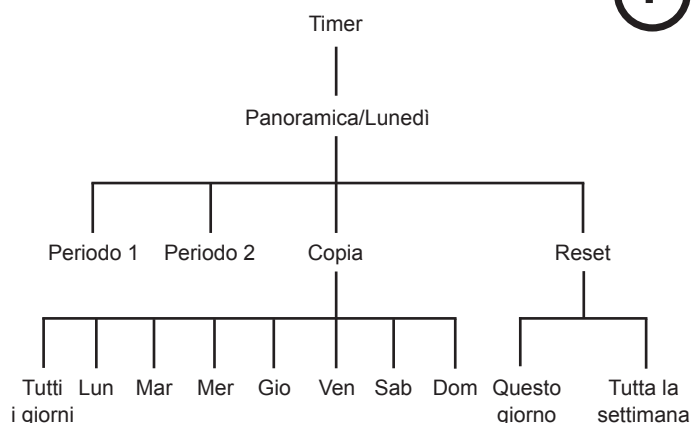 Timer
Panoramica/Lunedì
Periodo 1 Periodo 2 Copia Reset
Tutti Lun Mar Mer Gio Ven Sab Dom Questo Tutta la
i giorni giorno settimana